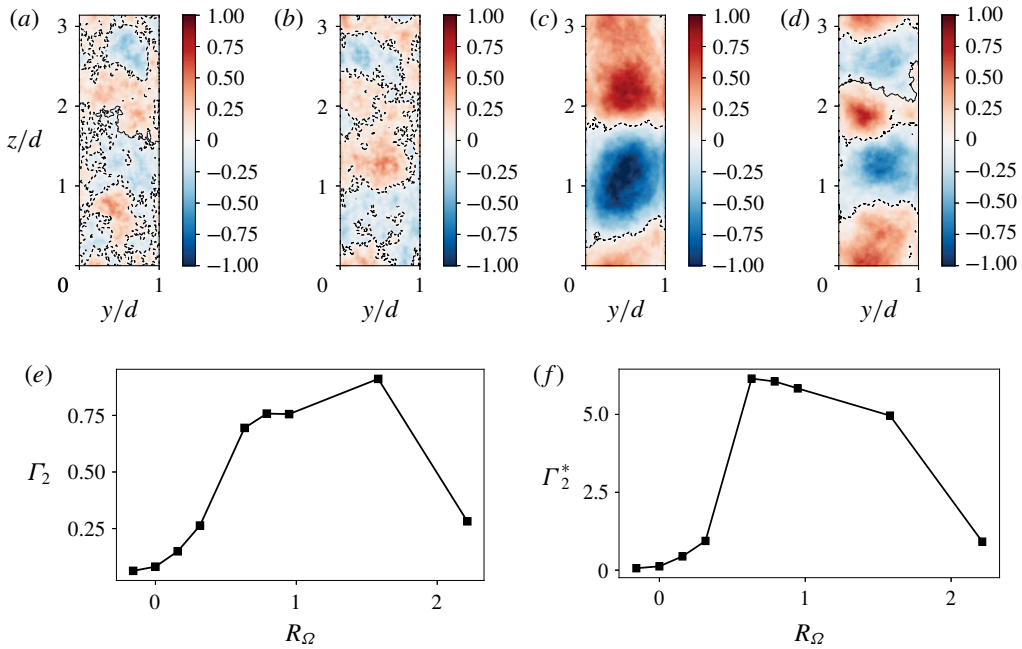 (a) (b) (c) (d)
3 1.00 3 1.00 3 1.00 3 1.00
0.75 0.75 0.75 0.75
0.50 0.50 0.50 0.50
2 0.25 2 0.25 2 0.25 2 0.25
z/d 0 0 0 0
1 −0.25 1 −0.25 1 −0.25 1 −0.25
−0.50 −0.50 −0.50 −0.50
−0.75 −0.75 −0.75 −0.75
−1.00 −1.00 −1.00 −1.00
0 1 0 1 0 1 0 1
y/d y/d y/d y/d
(e) (f)
0.75 5.0
Γ2 0.50 Γ2* 2.5
0.25 0
0 1 2 0 1 2
RΩ RΩ